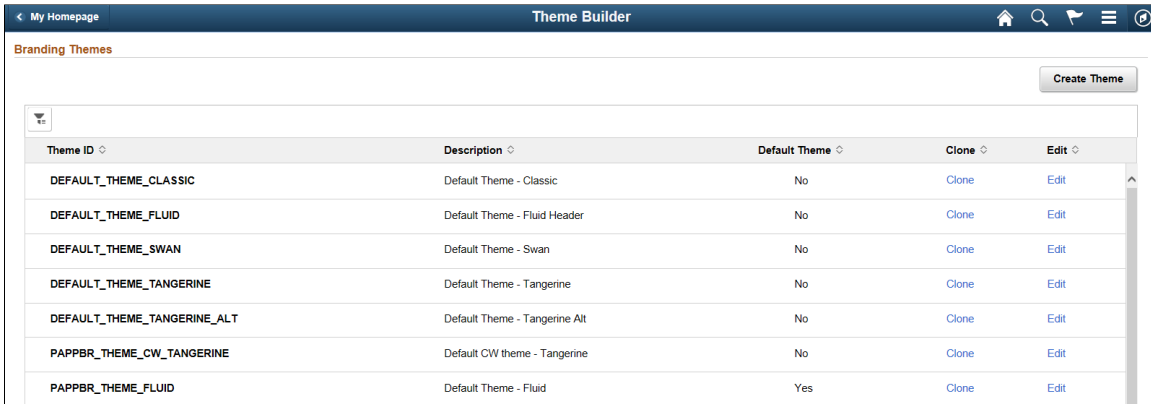 My Homepage Theme Builder
Branding Themes
Create Theme
Theme ID Description Default Theme Clone Edit
DEFAULT_THEME_CLASSIC Default Theme - Classic No Clone Edit
DEFAULT_THEME_FLUID Default Theme - Fluid Header No Clone Edit
DEFAULT_THEME_SWAN Default Theme - Swan No Clone Edit
DEFAULT_THEME_TANGERINE Default Theme - Tangerine No Clone Edit
DEFAULT_THEME_TANGERINE_ALT Default Theme - Tangerine Alt No Clone Edit
PAPPBR_THEME_CW_TANGERINE Default CW theme - Tangerine No Clone Edit
PAPPBR_THEME_FLUID Default Theme - Fluid Yes Clone Edit